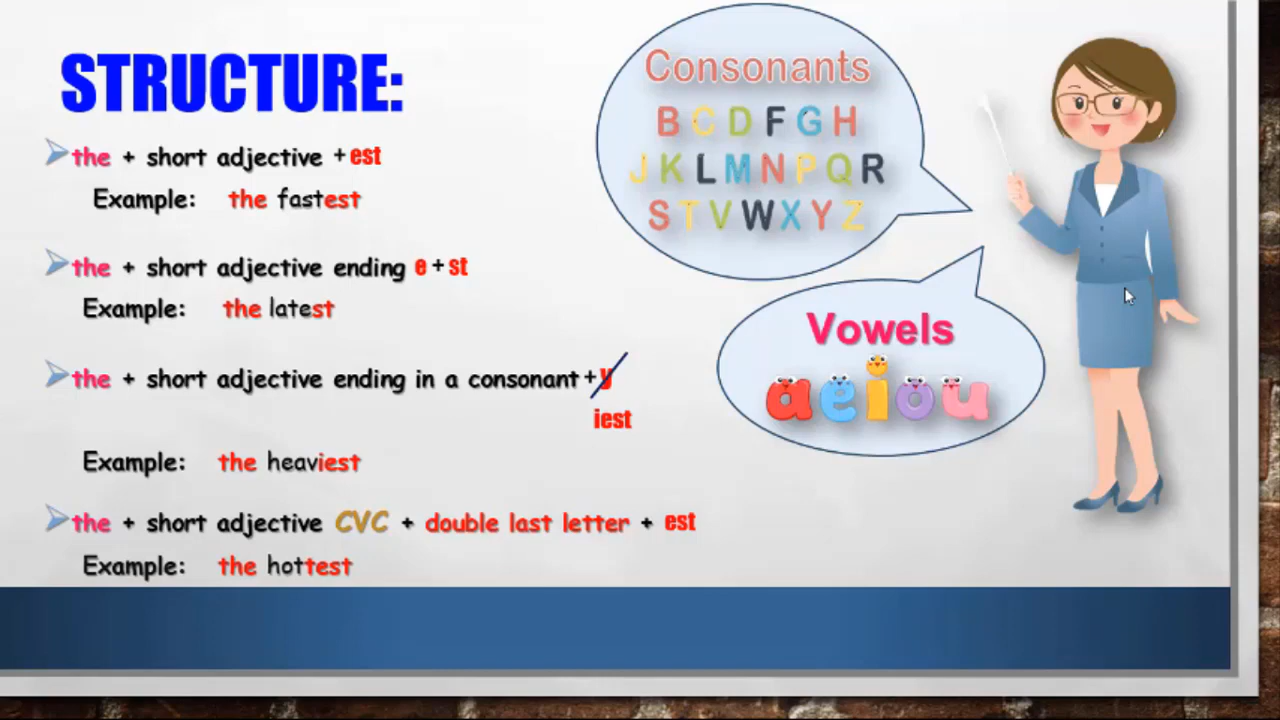 STRUCTURE:
the + short adjective + est
Example: the fastest
the + short adjective ending e + st
Example: the latest
the + short adjective ending in a consonant + y
iest
Example: the heaviest
the + short adjective CVC + double last letter + est
Example: the hottest
Consonants
B C D F G H
J K L M N P Q R
S T V W X Y Z
Vowels
a e i o u